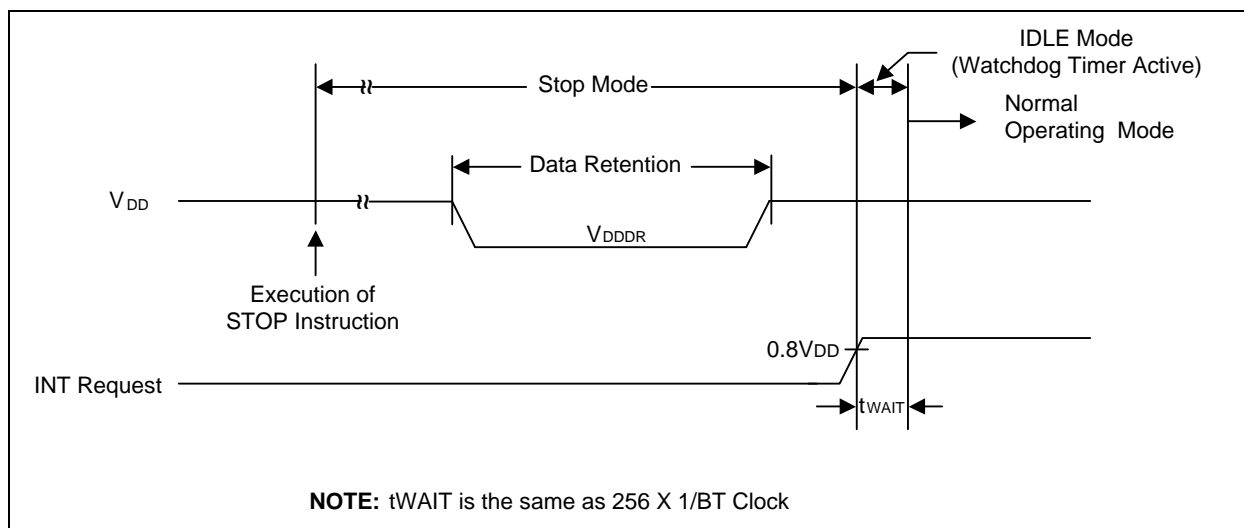 IDLE Mode
(Watchdog Timer Active)
Stop Mode
Normal
Operating Mode
Data Retention
VDD
VDDDR
Execution of
STOP Instruction
0.8VDD
INT Request
tWAIT
NOTE: tWAIT is the same as 256 X 1/BT Clock